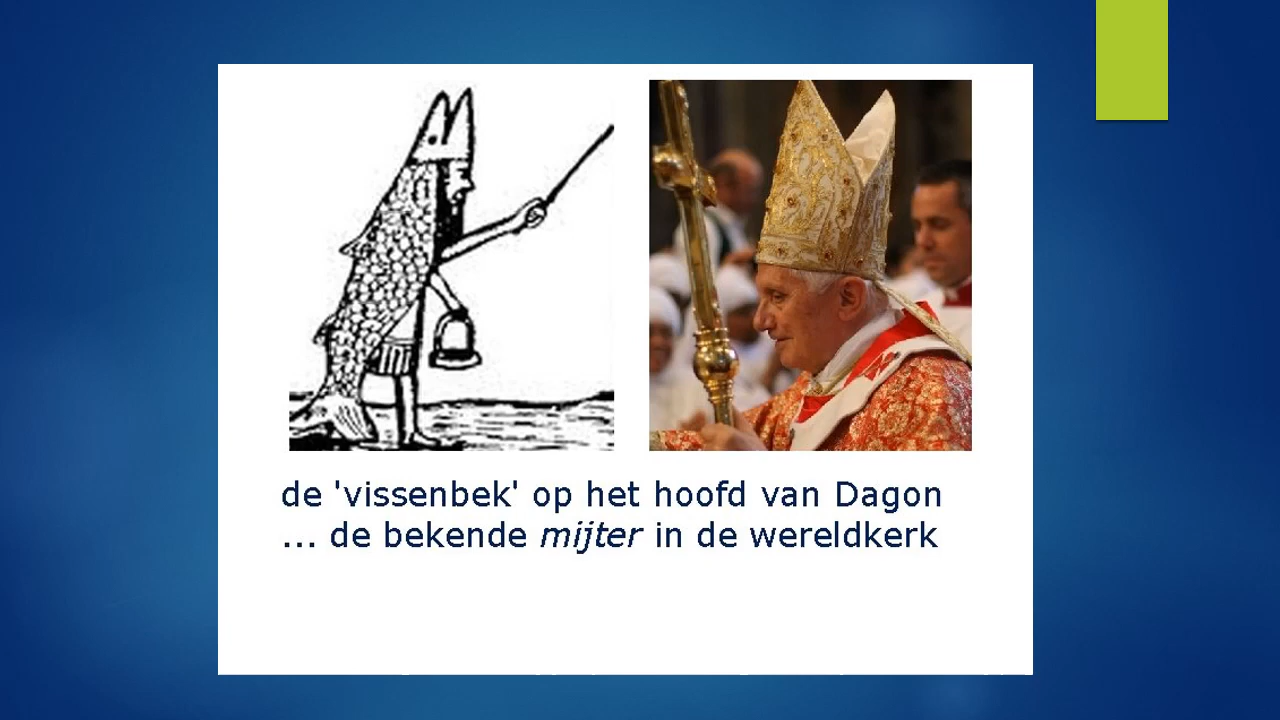 de 'vissenbek' op het hoofd van Dagon
... de bekende mijter in de wereldkerk